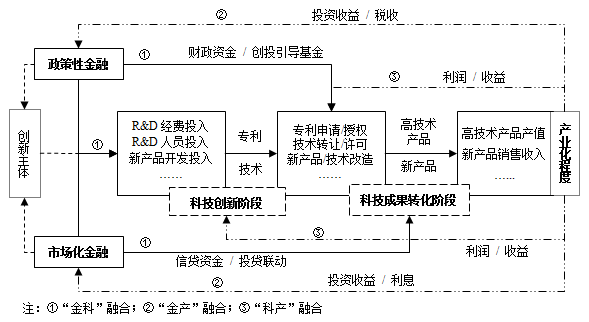 ② 投资收益 / 税收
政策性金融
① 财政资金 / 创投引导基金
③ 利润 / 收益
创新主体
①
R&D 经费投入
R&D 人员投入
新产品开发投入
……
专利
技术
专利申请/授权
技术转让/许可
新产品/技术改造
……
高技术
产品
新产品
高技术产品产值
新产品销售收入
……
产业化程度
科技创新阶段
科技成果转化阶段
③
利润 / 收益
市场化金融
①
信贷资金 / 投贷联动
② 投资收益 / 利息
注：①“金科”融合；②“金产”融合；③“科产”融合